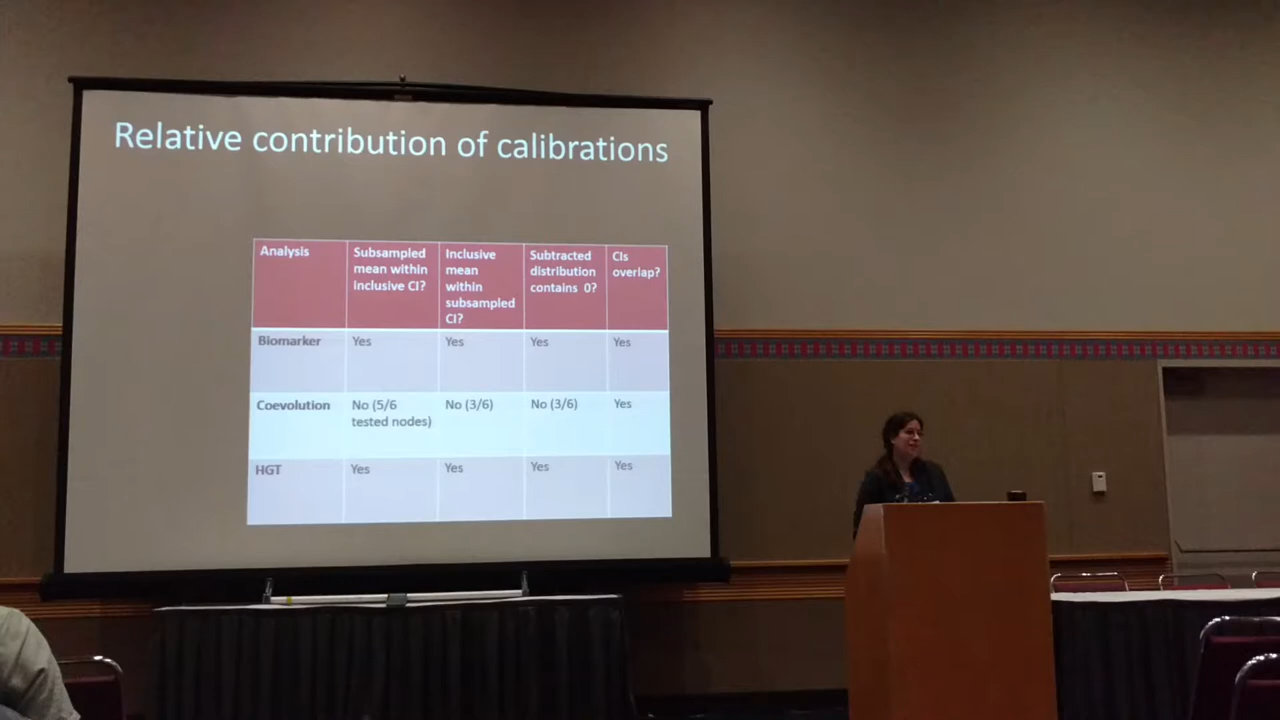 Relative contribution of calibrations
Analysis
Subsampled
mean within
inclusive CI?
Inclusive
mean
within
subsampled
CI?
Subtracted
distribution
contains 0?
CIs
overlap?
Biomarker
Yes
Yes
Yes
Yes
Coevolution
No (5/6
tested nodes)
No (3/6)
No (3/6)
Yes
HGT
Yes
Yes
Yes
Yes